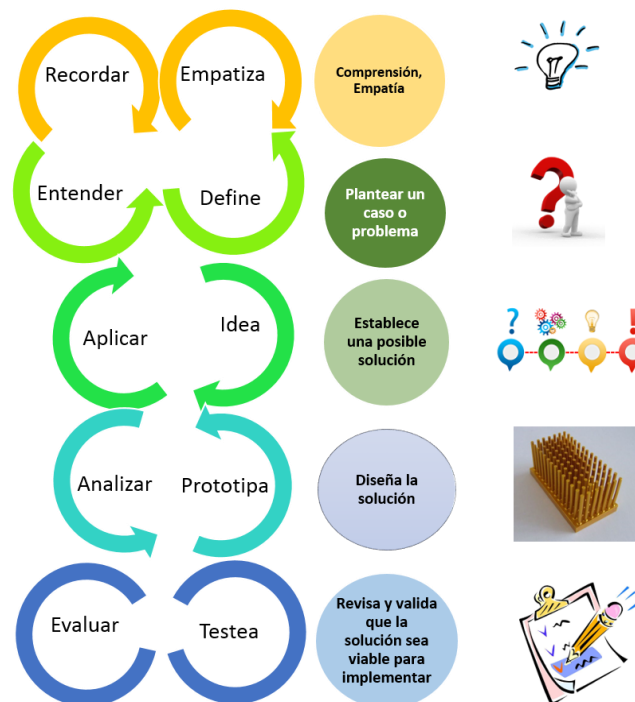 Recordar
Empatiza
Comprensión,
Empatía
Entender
Define
Plantear un
caso o
problema
?
Aplicar
Idea
Establece
una posible
solución
? !
Analizar
Prototipa
Diseña la
solución
Evaluar
Testea
Revisa y valida
que la
solución sea
viable para
implementar